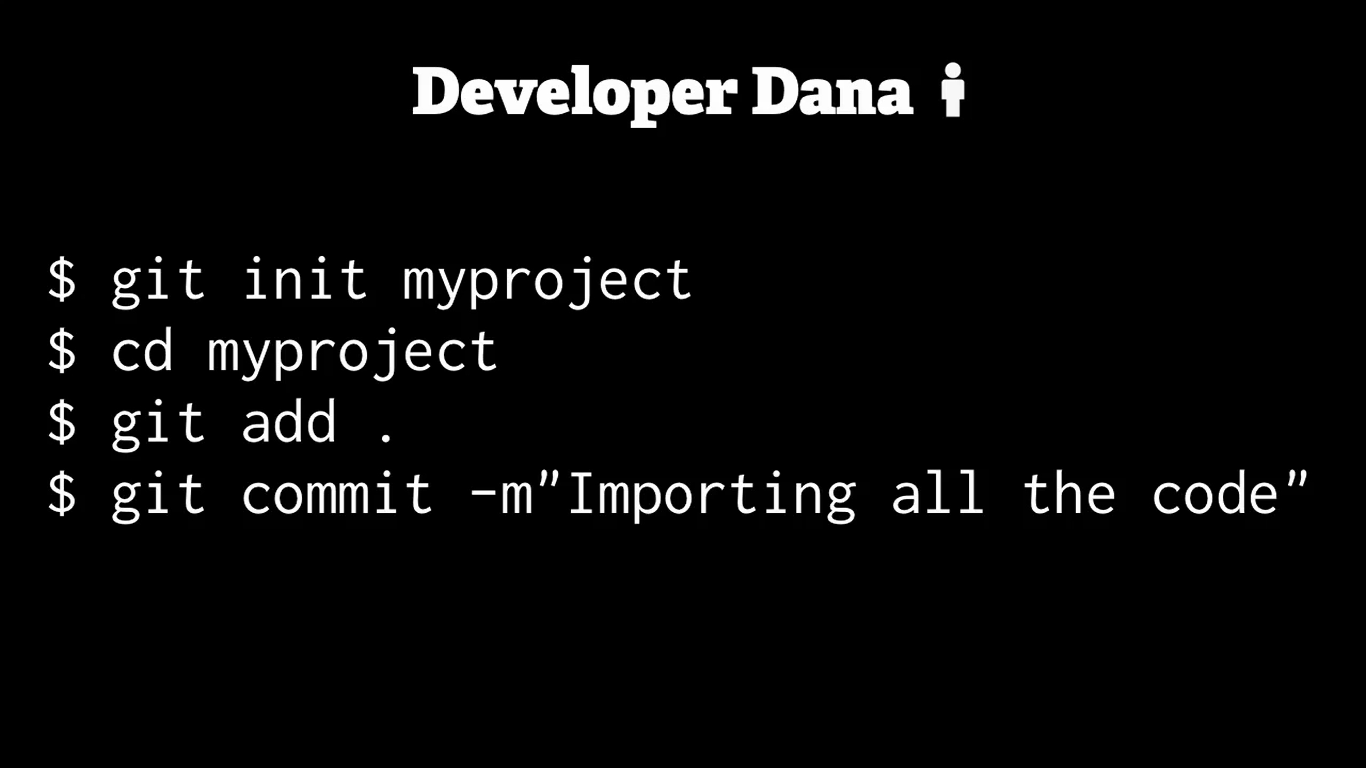 Developer Dana
$ git init myproject
$ cd myproject
$ git add .
$ git commit -m"Importing all the code"